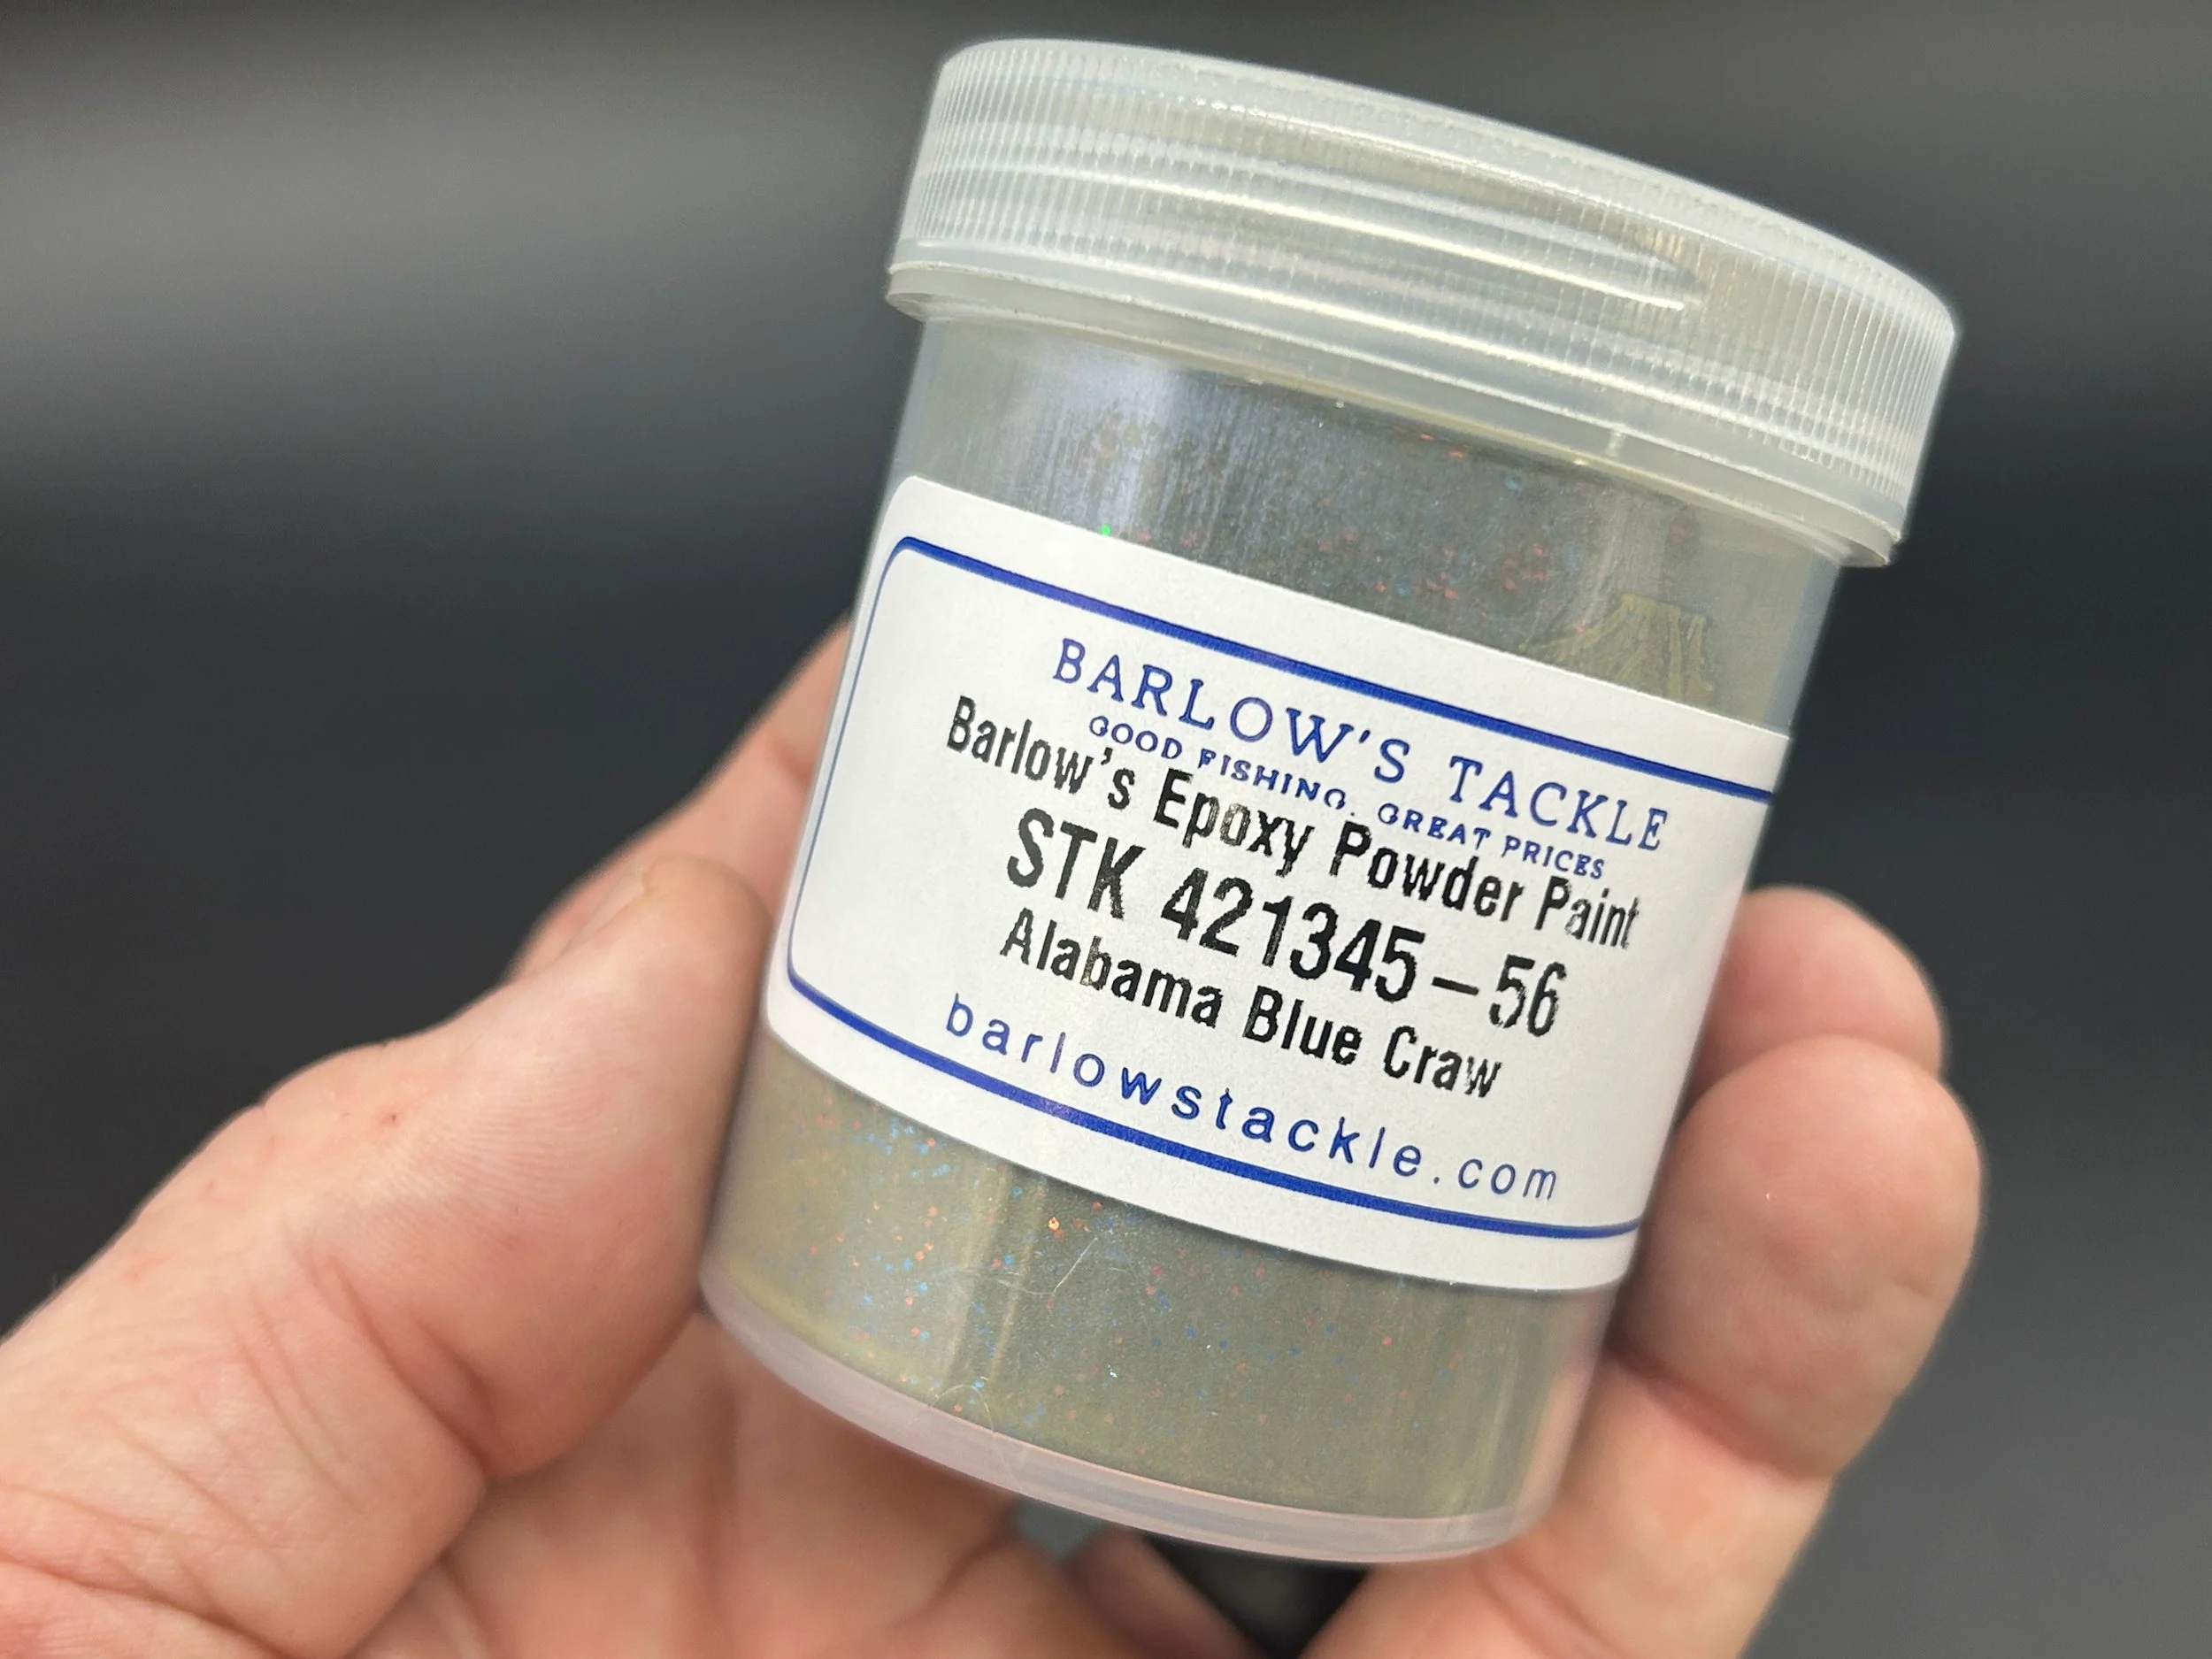 BARLOW'S TACKLE
GOOD FISHING. GREAT PRICES
Barlow's Epoxy Powder Paint
STK 421345-56
Alabama Blue Craw
barlowstackle.com